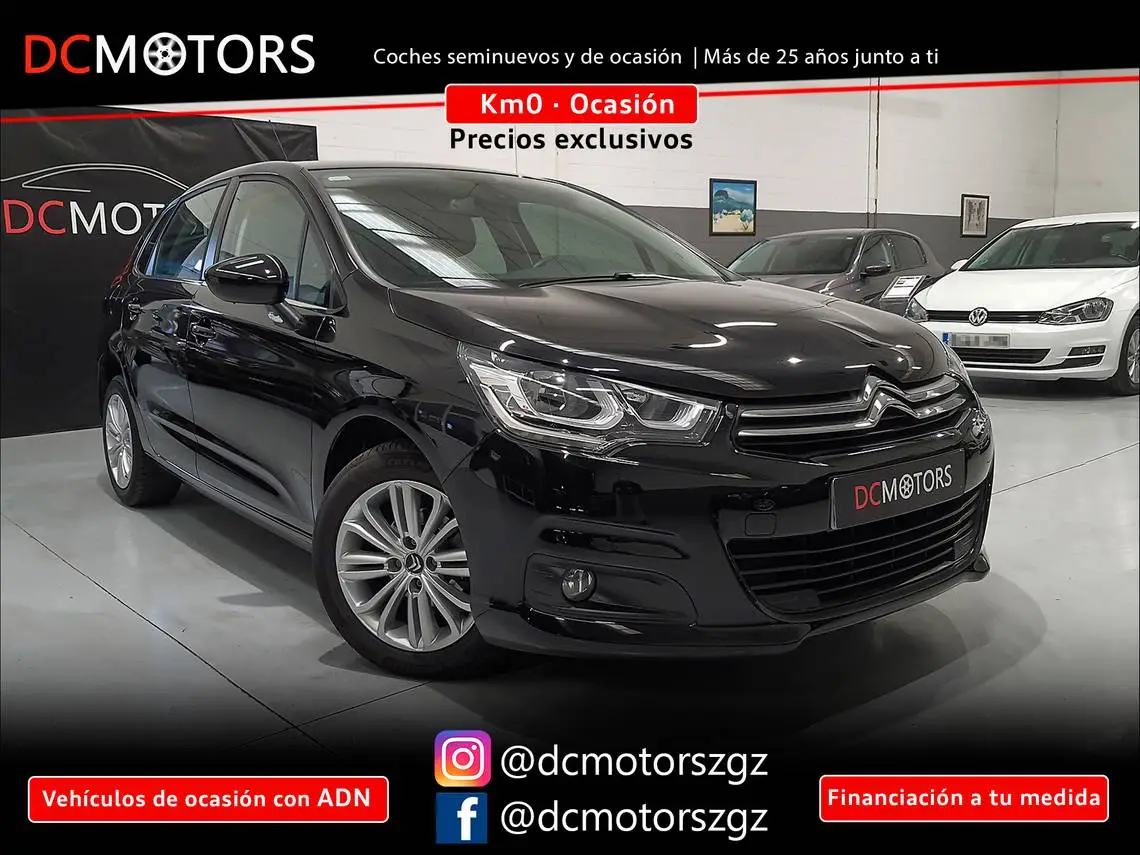 DCMOTORS
Coches seminuevos y de ocasión | Más de 25 años junto a ti
Km0 · Ocasión
Precios exclusivos
DCMOT
DCMOTORS
@dcmotorszgz
@dcmotorszgz
Vehículos de ocasión con ADN
Financiación a tu medida